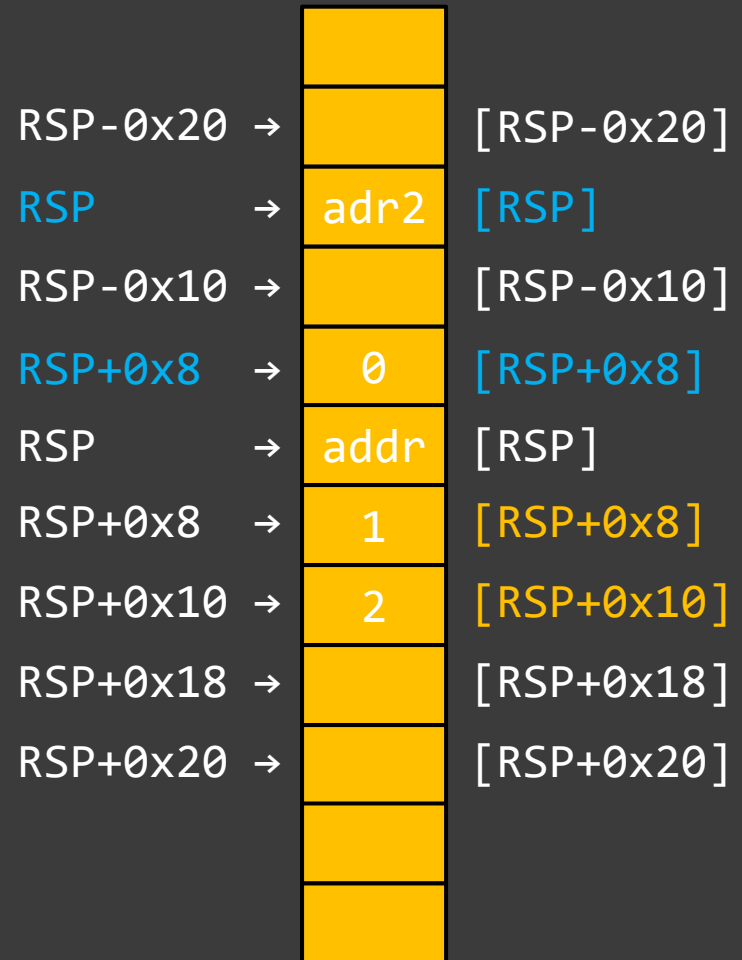 RSP-0x20 → [RSP-0x20]
RSP → adr2 [RSP]
RSP-0x10 → [RSP-0x10]
RSP+0x8 → 0 [RSP+0x8]
RSP → addr [RSP]
RSP+0x8 → 1 [RSP+0x8]
RSP+0x10 → 2 [RSP+0x10]
RSP+0x18 → [RSP+0x18]
RSP+0x20 → [RSP+0x20]